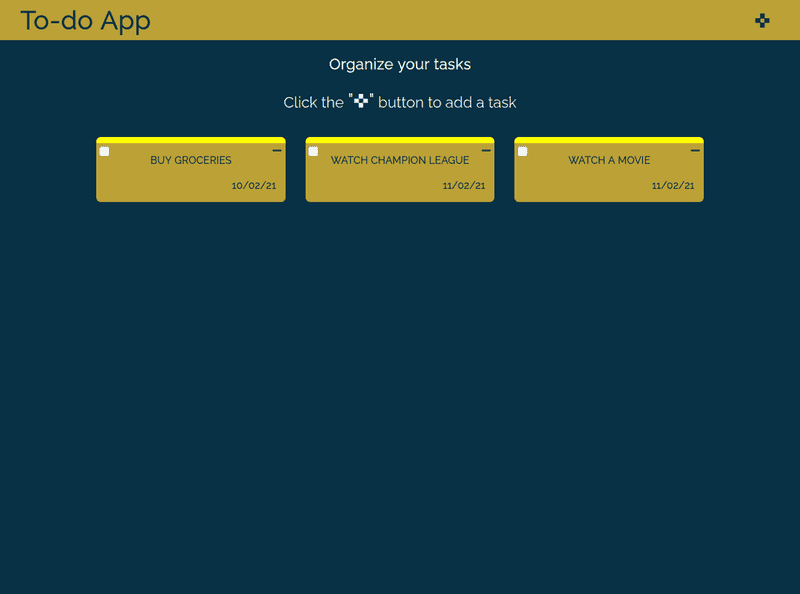 To-do App
Organize your tasks
Click the "✜" button to add a task
BUY GROCERIES
10/02/21
WATCH CHAMPION LEAGUE
11/02/21
WATCH A MOVIE
11/02/21